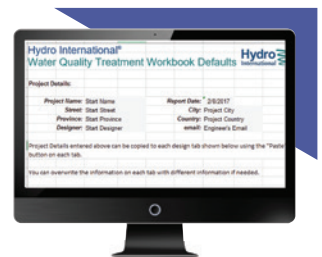 Hydro International®
Water Quality Treatment Workbook Defaults
Hydro
International
Project Details:
Project Name: Start Name Report Date: 2/6/2017
Street: Start Street City: Project City
Province: Start Province Country: Project Country
Designer: Start Designer email: Engineer's Email
Project Details entered above can be copied to each design tab shown below using the "Paste"
button on each tab.
You can overwrite the information on each tab with different information if needed.